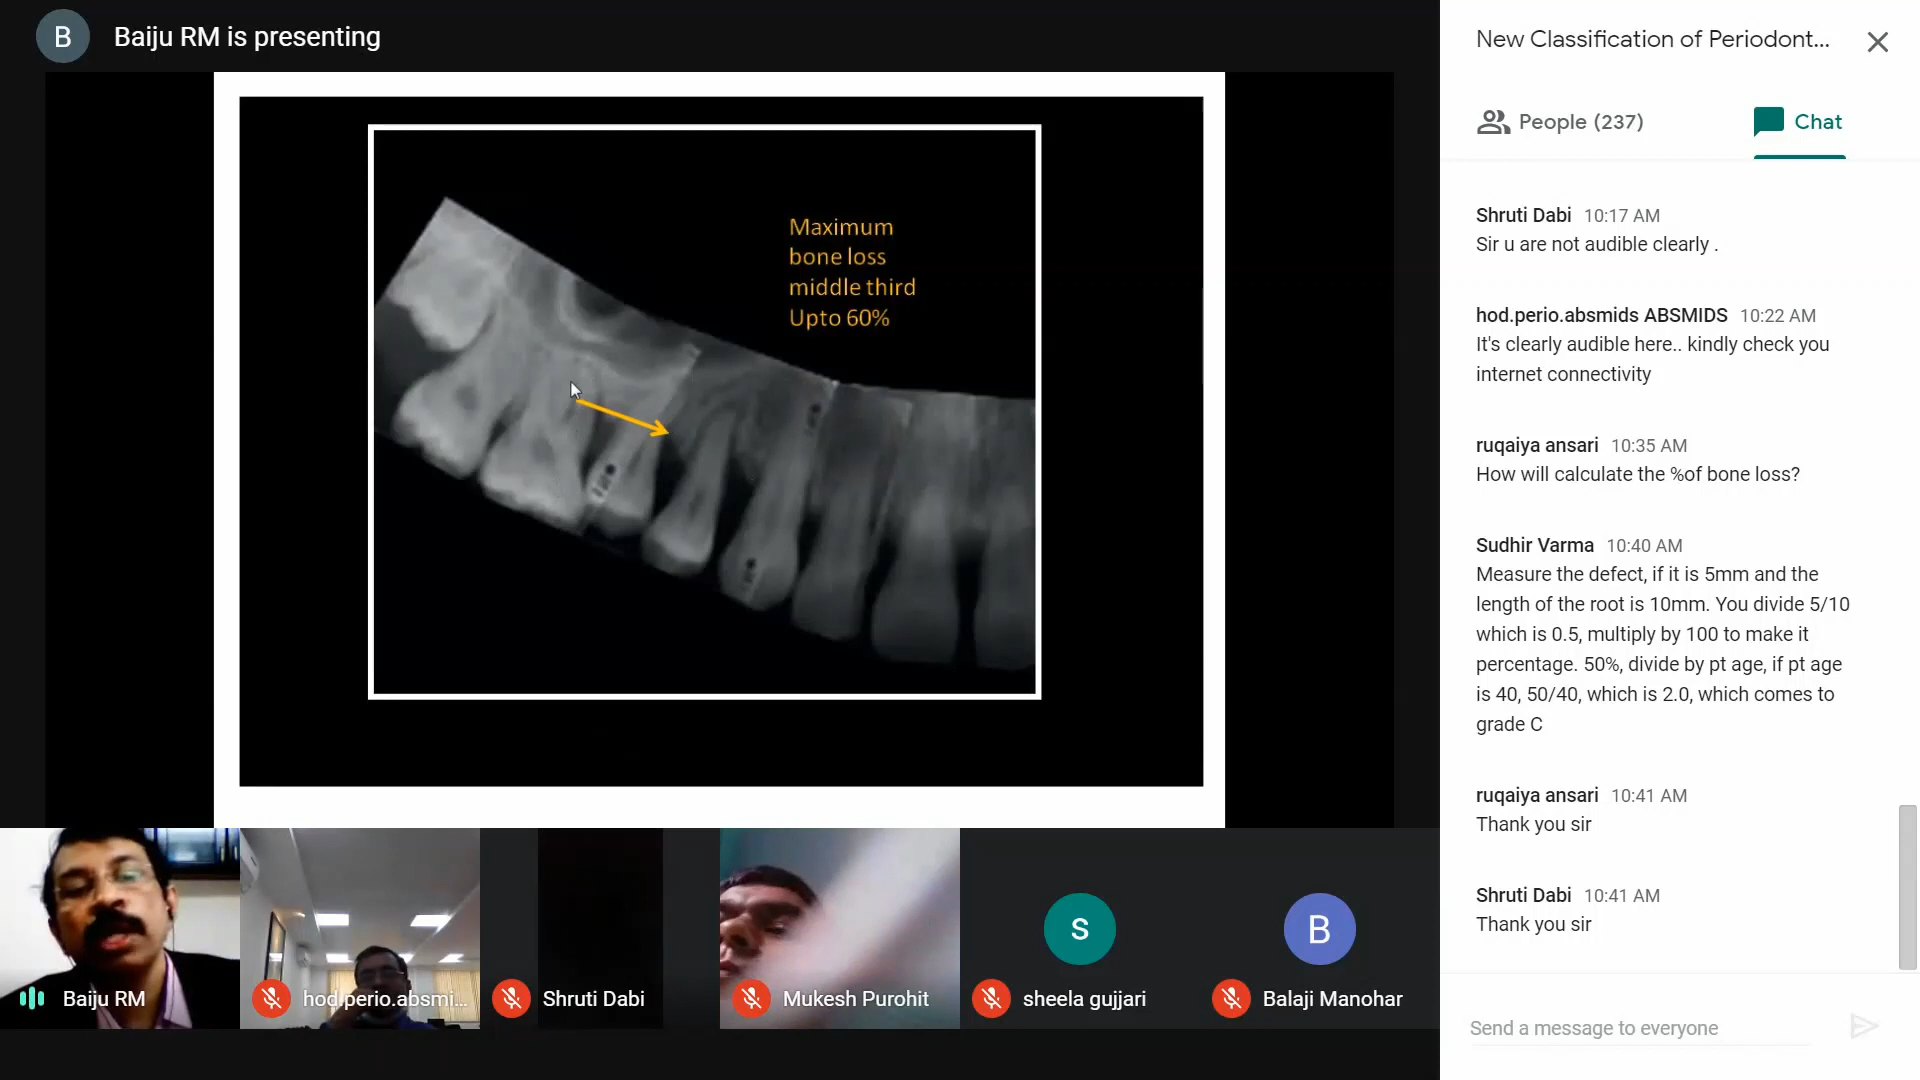 B
Baiju RM is presenting
Maximum
bone loss
middle third
Upto 60%
Baiju RM
hod.perio.absmi...
Shruti Dabi
Mukesh Purohit
s
sheela gujjari
B
Balaji Manohar
New Classification of Periodont...
People (237)
Chat
Shruti Dabi 10:17 AM
Sir u are not audible clearly .
hod.perio.absmids ABSMIDS 10:22 AM
It's clearly audible here.. kindly check you
internet connectivity
ruqaiya ansari 10:35 AM
How will calculate the %of bone loss?
Sudhir Varma 10:40 AM
Measure the defect, if it is 5mm and the
length of the root is 10mm. You divide 5/10
which is 0.5, multiply by 100 to make it
percentage. 50%, divide by pt age, if pt age
is 40, 50/40, which is 2.0, which comes to
grade C
ruqaiya ansari 10:41 AM
Thank you sir
Shruti Dabi 10:41 AM
Thank you sir
Send a message to everyone